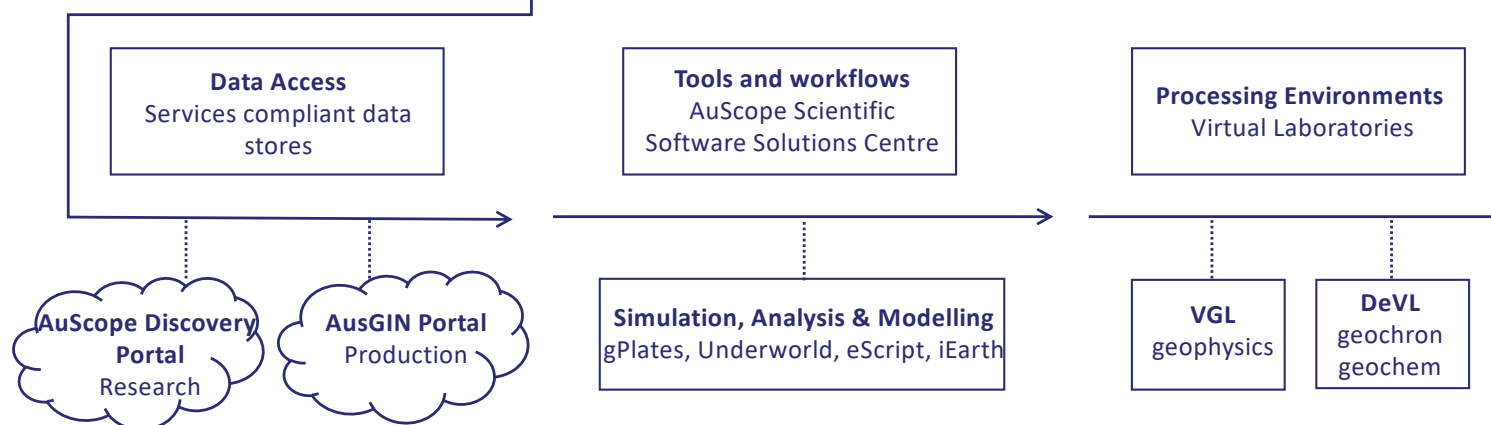 Data Access
Services compliant data
stores
Tools and workflows
AuScope Scientific
Software Solutions Centre
Processing Environments
Virtual Laboratories
AuScope Discovery
Portal
Research
AusGIN Portal
Production
Simulation, Analysis & Modelling
gPlates, Underworld, eScript, iEarth
VGL
geophysics
DeVL
geochron
geochem